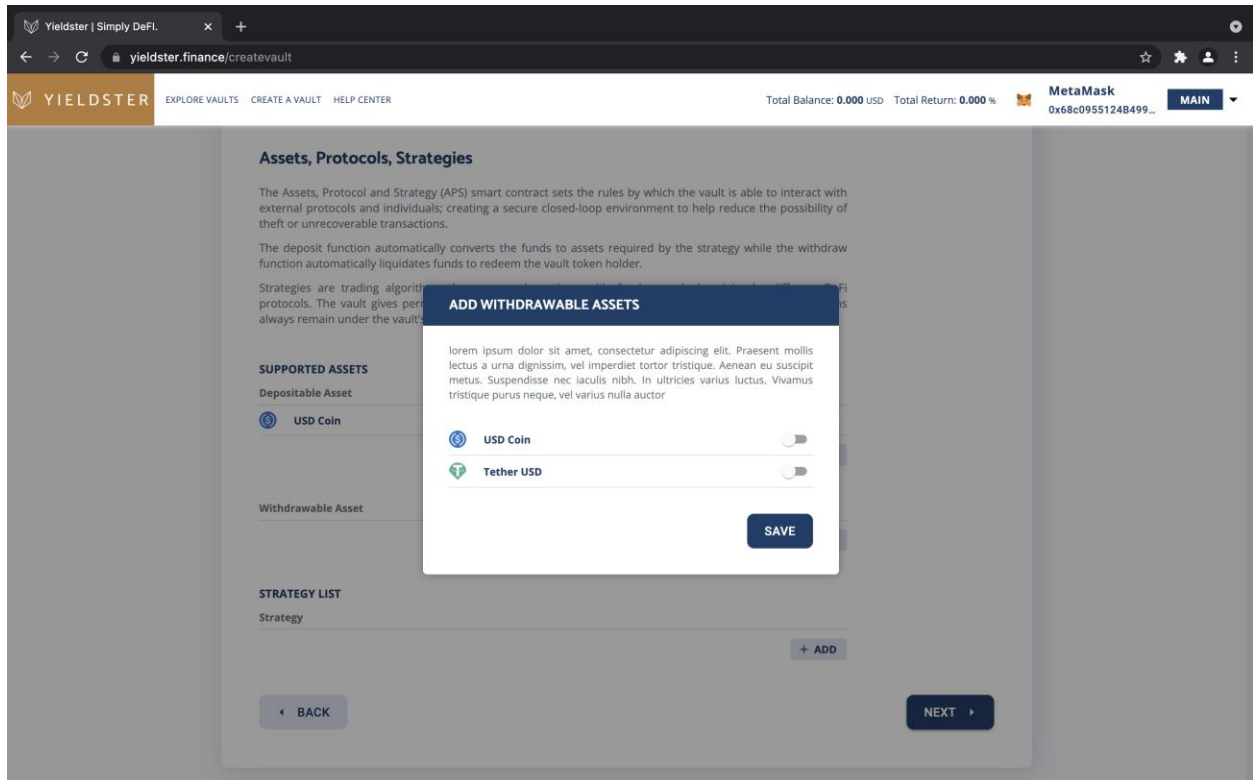 Yieldster | Simply DeFI.
yieldster.finance/createvault
YIELDSTER
EXPLORE VAULTS CREATE A VAULT HELP CENTER
Total Balance: 0.000 USD Total Return: 0.000 %
MetaMask
0x68c0955124B499...
MAIN
Assets, Protocols, Strategies
The Assets, Protocol and Strategy (APS) smart contract sets the rules by which the vault is able to interact with
external protocols and individuals; creating a secure closed-loop environment to help reduce the possibility of
theft or unrecoverable transactions.
The deposit function automatically converts the funds to assets required by the strategy while the withdraw
function automatically liquidates funds to redeem the vault token holder.
Strategies are trading
protocols. The vault gives
always remain under the vault's
ADD WITHDRAWABLE ASSETS
lorem ipsum dolor sit amet, consectetur adipiscing elit. Praesent mollis
lectus a urna dignissim, vel imperdiet tortor tristique. Aenean eu suscipit
metus. Suspendisse nec iaculis nibh. In ultricies varius luctus. Vivamus
tristique purus neque, vel varius nulla auctor
USD Coin
Tether USD
SAVE
SUPPORTED ASSETS
Depositable Asset
USD Coin
Withdrawable Asset
STRATEGY LIST
Strategy
+ ADD
BACK
NEXT